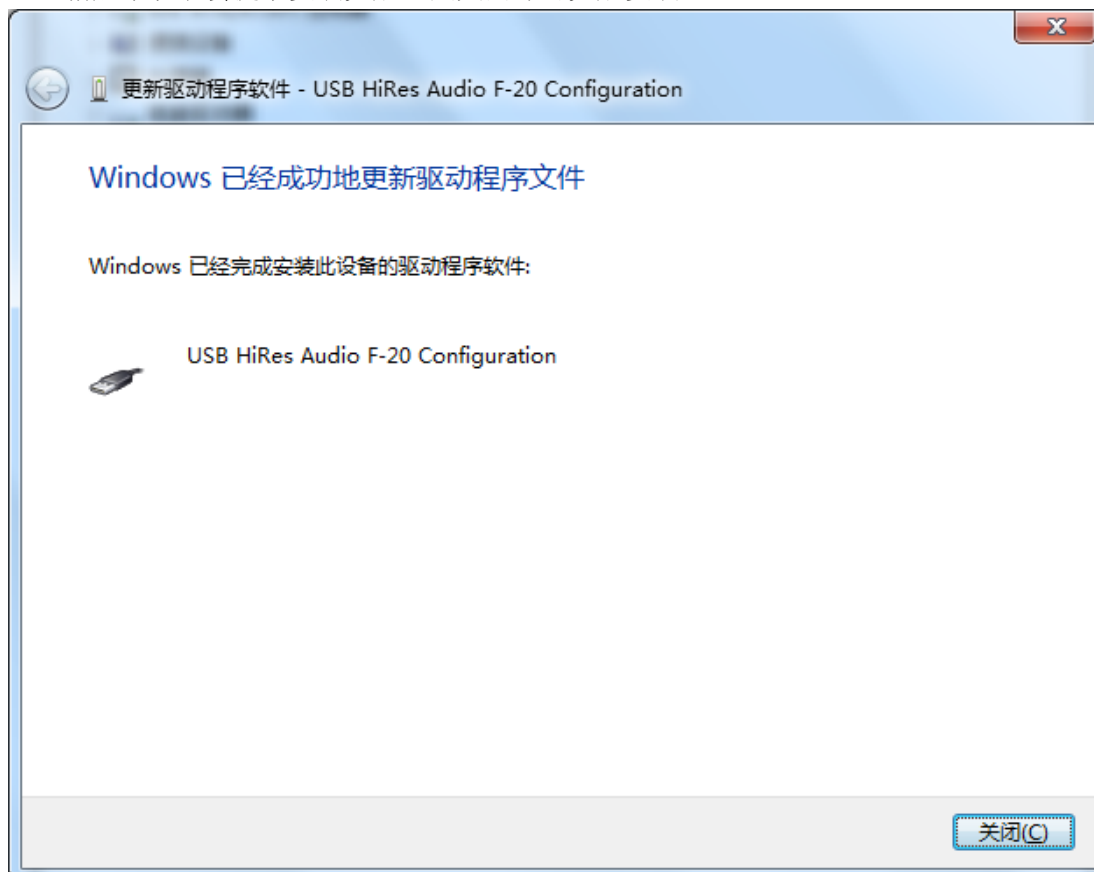 更新驱动程序软件 - USB HiRes Audio F-20 Configuration
Windows 已经成功地更新驱动程序文件
Windows 已经完成安装此设备的驱动程序软件:
USB HiRes Audio F-20 Configuration
关闭(C)